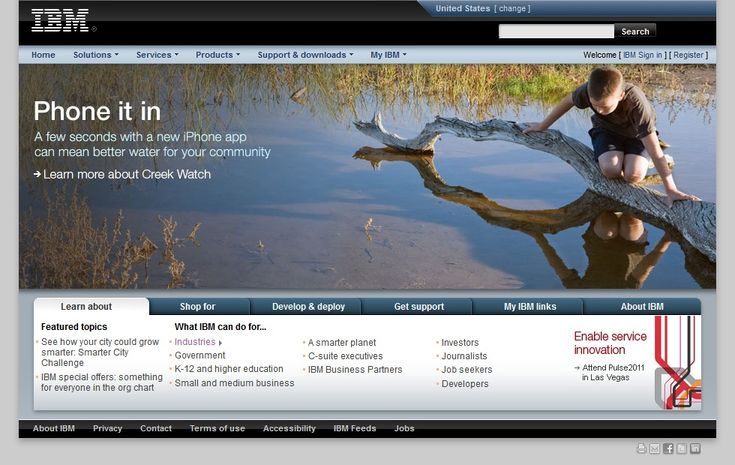 IBM
United States [ change ]
Search
Home Solutions Services Products Support & downloads My IBM
Welcome [ IBM Sign in ] [ Register ]
Phone it in
A few seconds with a new iPhone app
can mean better water for your community
Learn more about Creek Watch
Learn about Shop for Develop & deploy Get support My IBM links About IBM
Featured topics
See how your city could grow
smarter: Smarter City
Challenge
IBM special offers: something
for everyone in the org chart
What IBM can do for...
Industries
Government
K-12 and higher education
Small and medium business
A smarter planet
C-suite executives
IBM Business Partners
Investors
Journalists
Job seekers
Developers
Enable service
innovation
Attend Pulse2011
in Las Vegas
About IBM Privacy Contact Terms of use Accessibility IBM Feeds Jobs